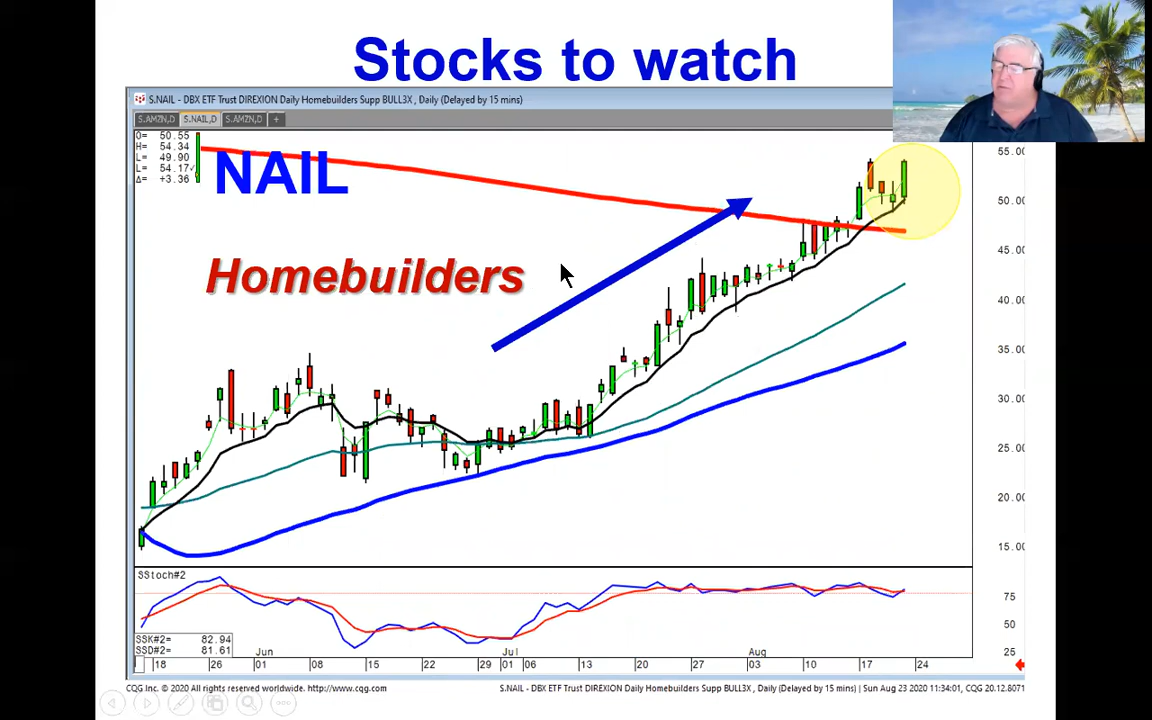 Stocks to watch
S.NAIL - DBX ETF Trust DIREXION Daily Homebuilders Supp BULL3X , Daily (Delayed by 15 mins)
S.AMZN,D S.NAIL,D S.AMZN,D +
O= 50.55
H= 54.34
L= 49.90
L= 54.17✓
Δ= +3.36
NAIL
Homebuilders
55.00
50.00
45.00
40.00
35.00
30.00
25.00
20.00
15.00
SStoch#2
75
50
25
SSK#2= 82.94
SSD#2= 81.61
Jun Jul Aug
18 26 01 08 15 22 29 01 06 13 20 27 03 10 17 24
CQG Inc. © 2020 All rights reserved worldwide. http://www.cqg.com
S.NAIL - DBX ETF Trust DIREXION Daily Homebuilders Supp BULL3X , Daily (Delayed by 15 mins) | Sun Aug 23 2020 11:34:01, CQG 20.12.8071